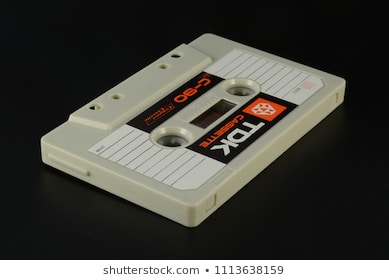 TDK
CASSETTE
C-90
shutterstock.com • 1113638159